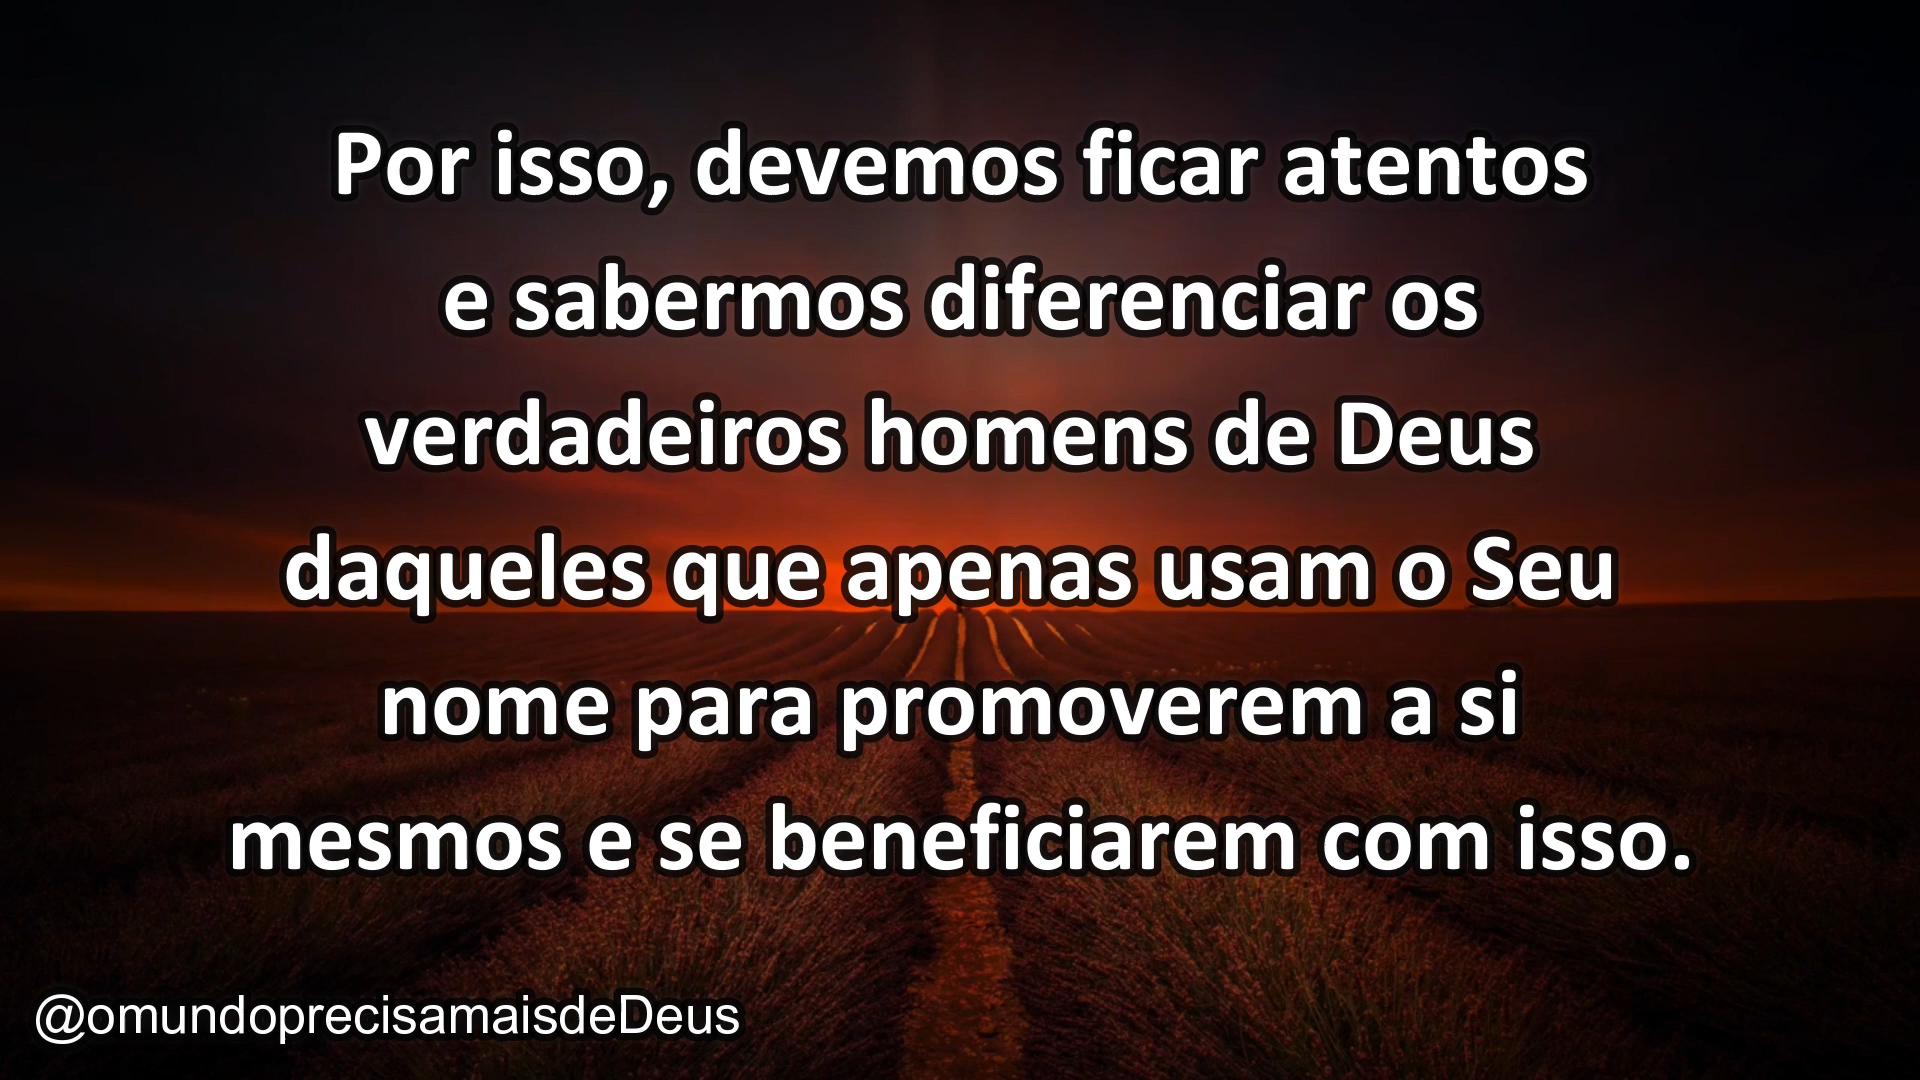 Por isso, devemos ficar atentos
e sabermos diferenciar os
verdadeiros homens de Deus
daqueles que apenas usam o Seu
nome para promoverem a si
mesmos e se beneficiarem com isso.
@omundoprecisamaisdeDeus